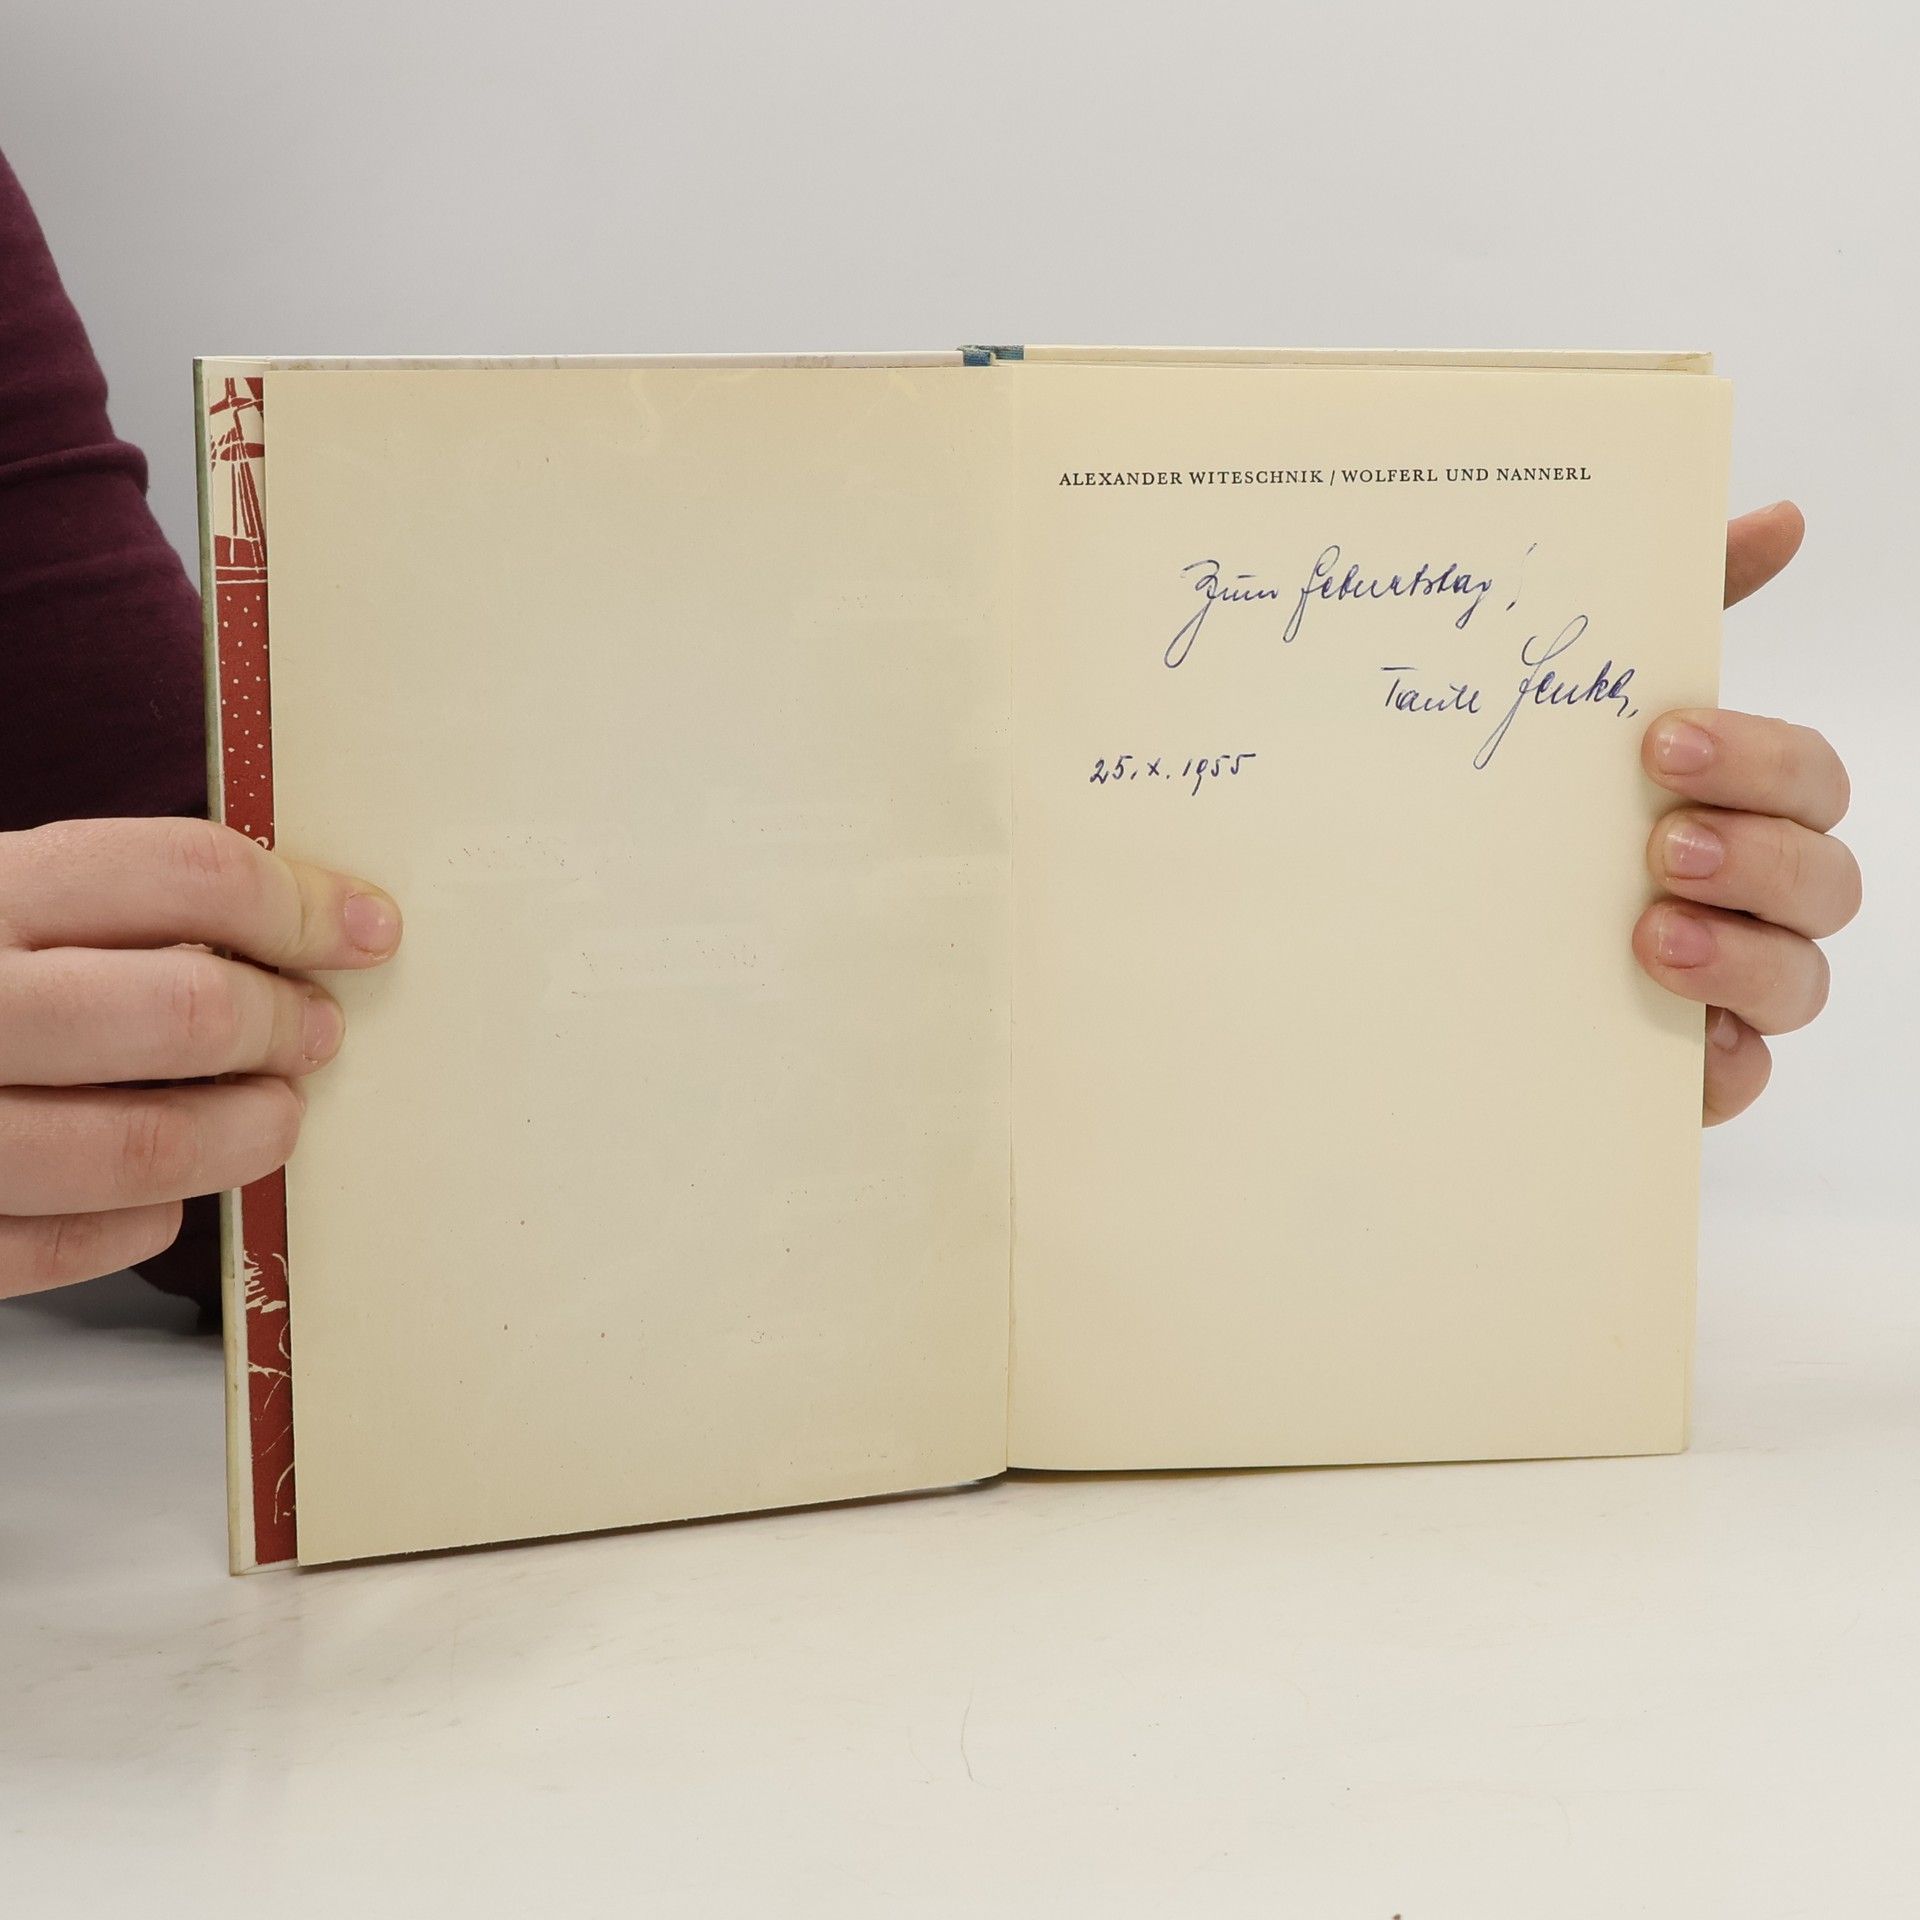 ALEXANDER WITESCHNIK / WOLFERL UND NANNERL
Zum Geburtstag!
Tante
25. X. 1955